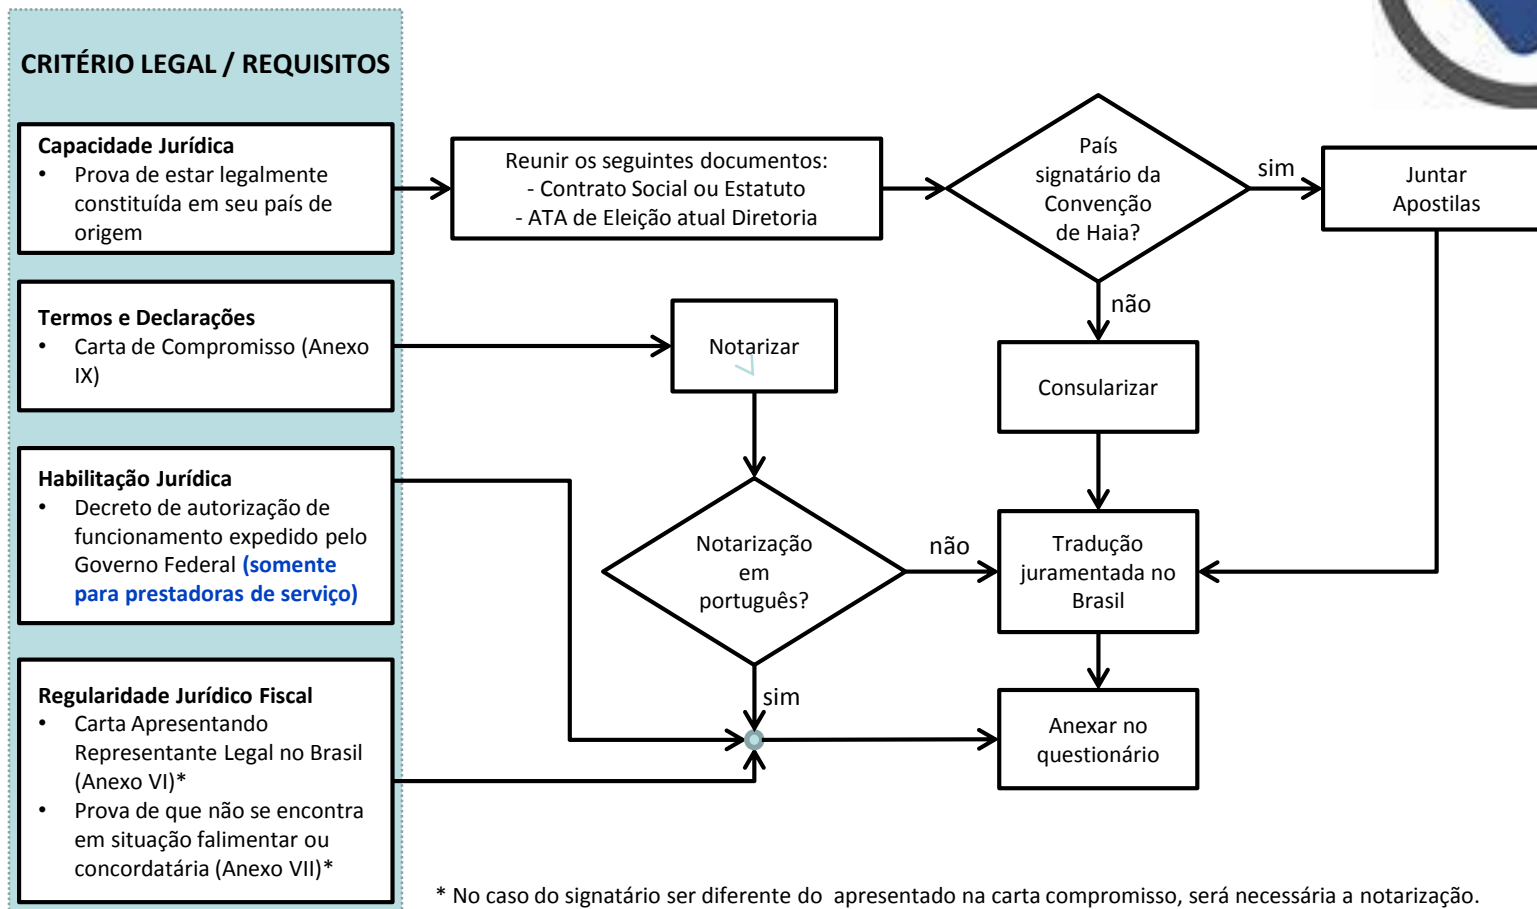 CRITÉRIO LEGAL / REQUISITOS
Capacidade Jurídica
• Prova de estar legalmente
constituída em seu país de
origem
Reunir os seguintes documentos:
- Contrato Social ou Estatuto
- ATA de Eleição atual Diretoria
País
signatário da
Convenção
de Haia?
sim
Juntar
Apostilas
não
Termos e Declarações
• Carta de Compromisso (Anexo
IX)
Notarizar
Consularizar
Habilitação Jurídica
• Decreto de autorização de
funcionamento expedido pelo
Governo Federal (somente
para prestadoras de serviço)
Notarização
em
português?
não
Tradução
juramentada no
Brasil
sim
Regularidade Jurídico Fiscal
• Carta Apresentando
Representante Legal no Brasil
(Anexo VI)*
• Prova de que não se encontra
em situação falimentar ou
concordatária (Anexo VII)*
Anexar no
questionário
* No caso do signatário ser diferente do apresentado na carta compromisso, será necessária a notarização.